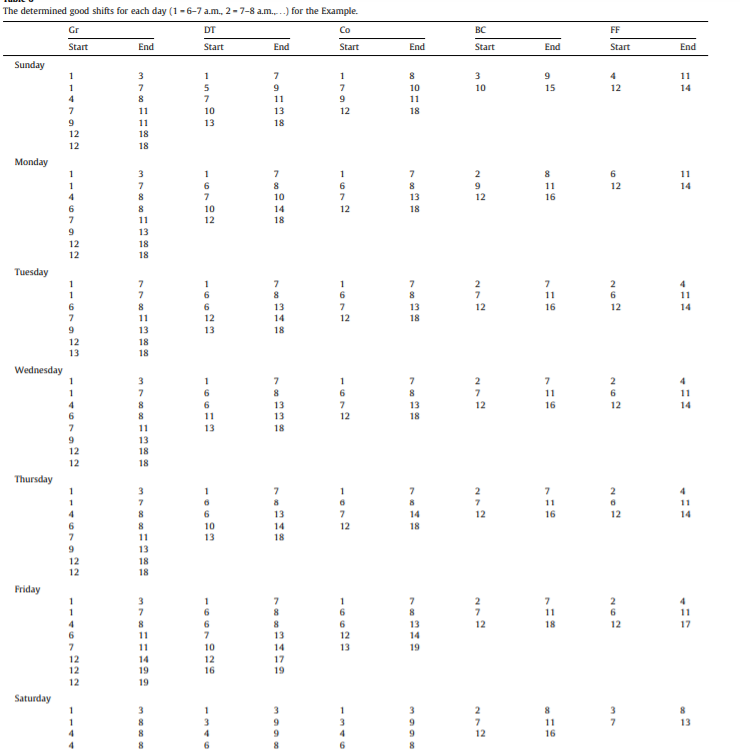 Table
The determined good shifts for each day (1 = 6–7 a.m., 2 = 7–8 a.m.,...) for the Example.
Gr DT Co BC FF
Start End Start End Start End Start End Start End
Sunday
1 3 1 7 1 8 3 9 4 11
1 7 5 9 7 10 10 15 12 14
4 8 7 11 9 11
7 11 10 13 12 18
9 11 13 18
12 18
12 18
Monday
1 3 1 7 1 7 2 8 6 11
1 7 6 8 6 8 9 11 12 14
4 8 7 10 7 13 12 16
6 8 10 14 12 18
7 11 12 18
9 13
12 18
12 18
Tuesday
1 7 1 7 1 7 2 7 2 4
1 7 6 8 6 8 7 11 6 11
6 8 6 13 7 13 12 16 12 14
7 11 12 14 12 18
9 13 13 18
12 18
13 18
Wednesday
1 3 1 7 1 7 2 7 2 4
1 7 6 8 6 8 7 11 6 11
4 8 6 13 7 13 12 16 12 14
6 8 11 13 12 18
7 11 13 18
9 13
12 18
12 18
Thursday
1 3 1 7 1 7 2 7 2 4
1 7 6 8 6 8 7 11 6 11
4 8 6 13 7 14 12 16 12 14
6 8 10 14 12 18
7 11 13 18
9 13
12 18
12 18
Friday
1 3 1 7 1 7 2 7 2 4
1 7 6 8 6 8 7 11 6 11
4 8 6 8 6 13 12 18 12 17
6 11 7 13 12 14
7 11 10 14 13 19
12 14 12 17
12 19 16 19
12 19
Saturday
1 3 1 3 1 3 2 8 3 8
1 8 3 9 3 9 7 11 7 13
4 8 4 9 4 9 12 16
4 8 6 8 6 8